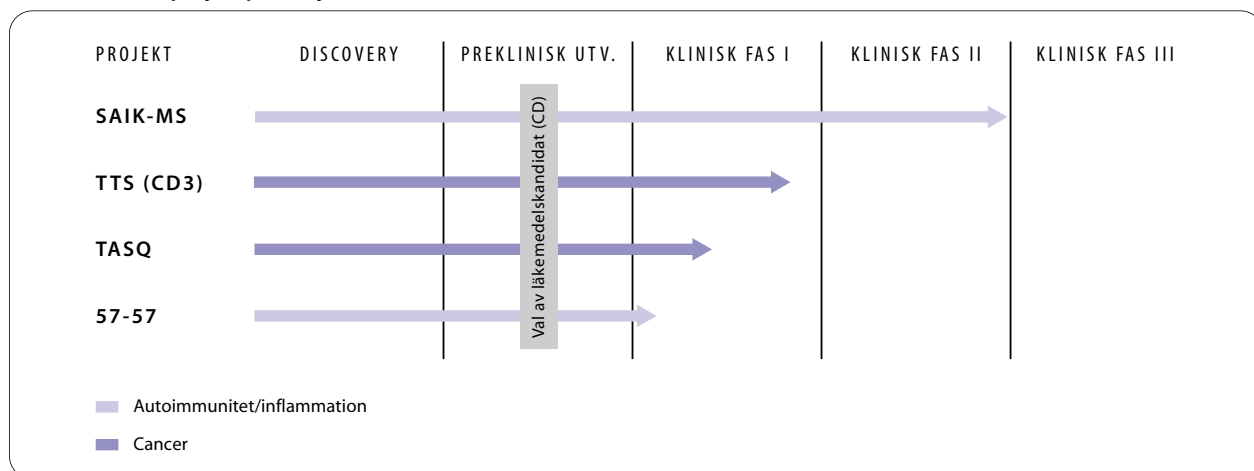 PROJEKT DISCOVERY PREKLINISK UTV. KLINISK FAS I KLINISK FAS II KLINISK FAS III
SAIK-MS
TTS (CD3)
TASQ
57-57
Val av läkemedelskandidat (CD)
Autoimmunitet/inflammation
Cancer